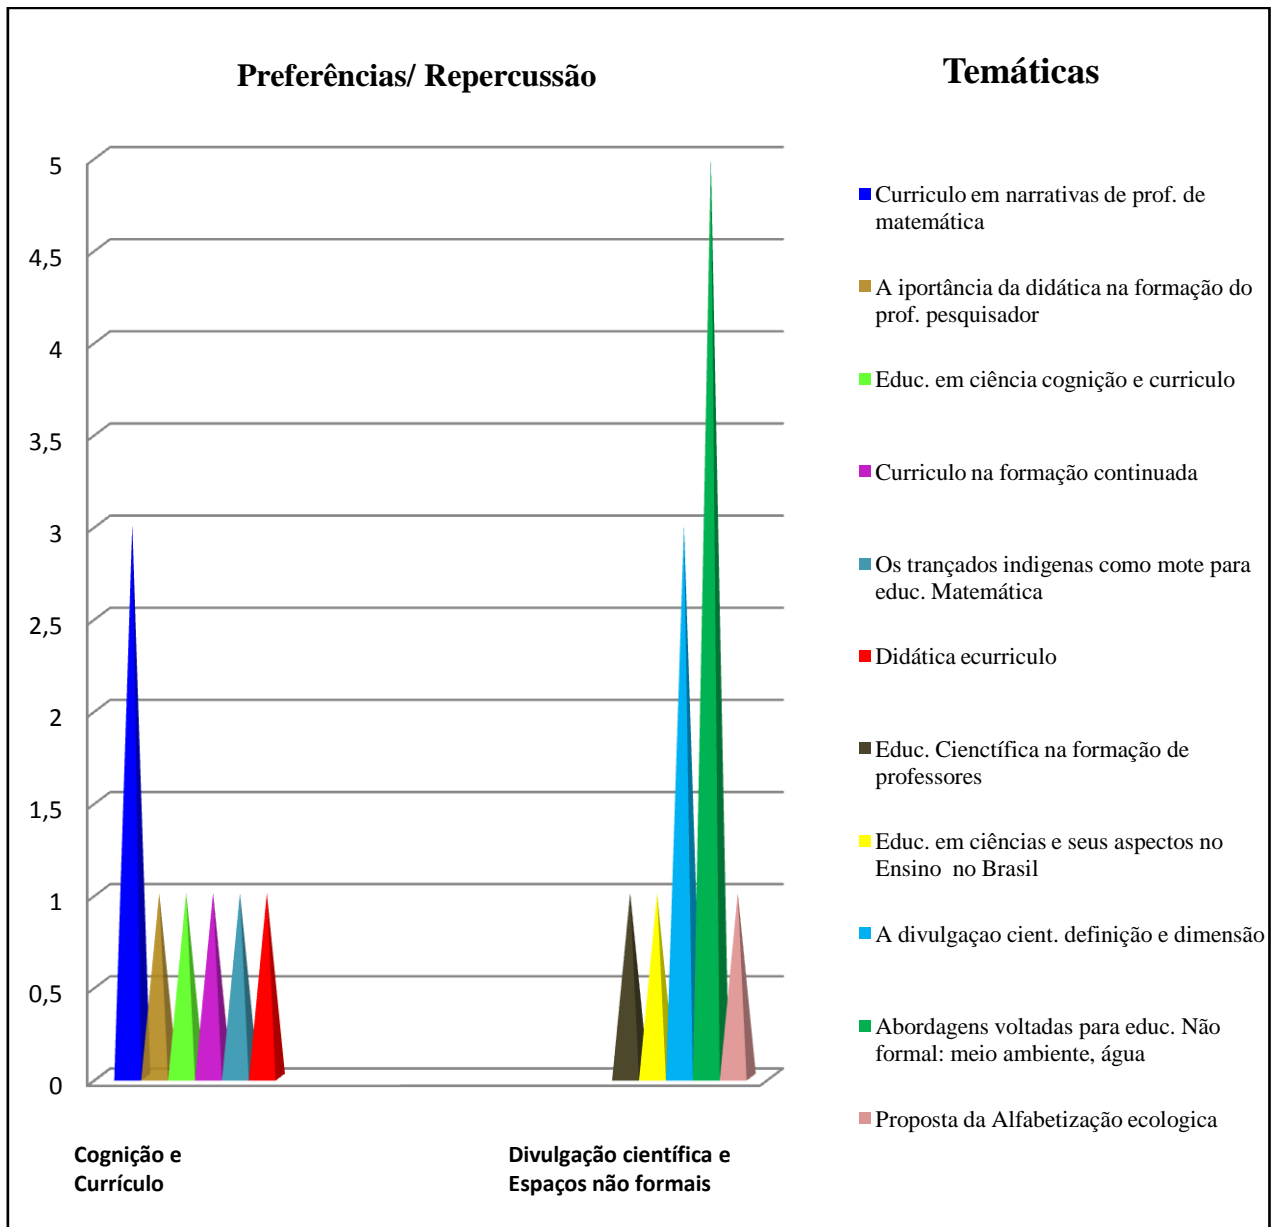 Preferências/ Repercussão
Temáticas
5
4,5
4
3,5
3
2,5
2
1,5
1
0,5
0
Cognição e
Currículo
Divulgação científica e
Espaços não formais
Curriculo em narrativas de prof. de
matemática
A iportância da didática na formação do
prof. pesquisador
Educ. em ciência cognição e curriculo
Curriculo na formação continuada
Os trançados indigenas como mote para
educ. Matemática
Didática ecurriculo
Educ. Cienctífica na formação de
professores
Educ. em ciências e seus aspectos no
Ensino  no Brasil
A divulgaçao cient. definição e dimensão
Abordagens voltadas para educ. Não
formal: meio ambiente, água
Proposta da Alfabetização ecologica